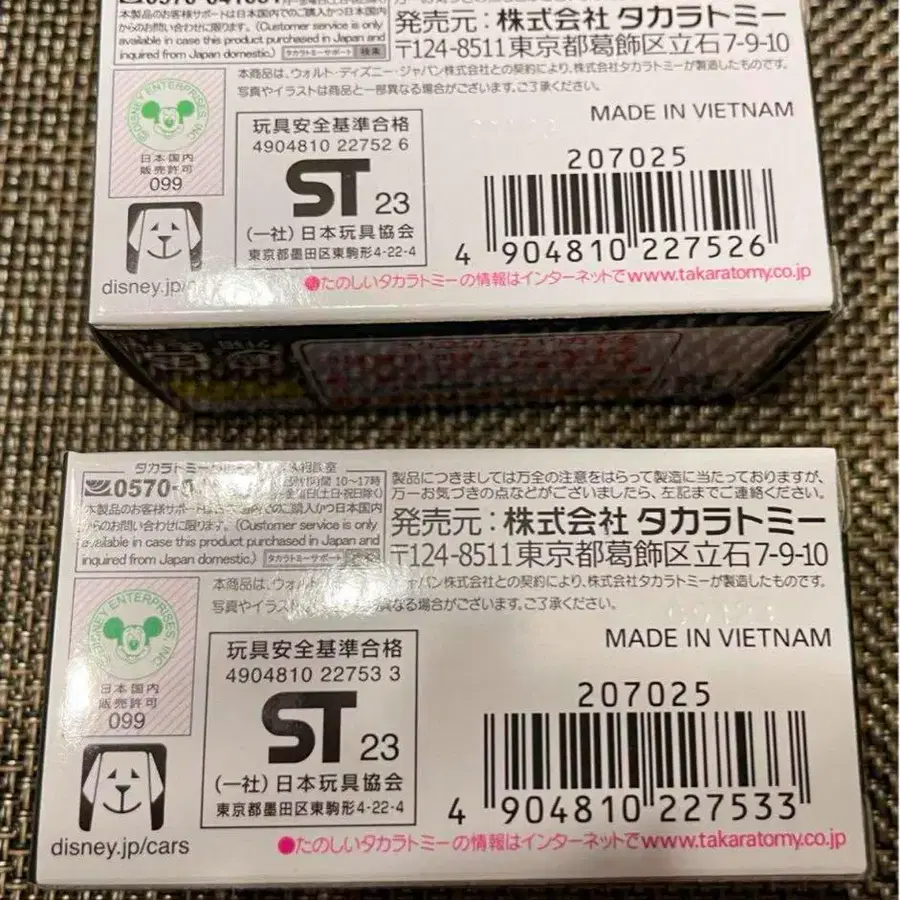 0570-041031
本製品のお客様サポートは日本国内でのご購入かつ日本国内
からのお問い合わせに限ります。(Customer service is only
available in case this product purchased in Japan and
inquired from Japan domestic.) タカラトミーサポート 検索
発売元：株式会社 タカラトミー
〒124-8511東京都葛飾区立石7-9-10
本商品は、ウォルト・ディズニー・ジャパン株式会社との契約により、株式会社タカラトミーが製造したものです。
写真やイラストは商品と一部異なる場合がございます。ご了承ください。
©DISNEY ENTERPRISES INC
日本国内
販売許可
099
MADE IN VIETNAM
玩具安全基準合格
4904810 22752 6
ST 23
(一社)日本玩具協会
東京都墨田区東駒形4-22-4
207025
4 904810 227526
disney.jp/
●たのしいタカラトミーの情報はインターネットで www.takaratomy.co.jp
タカラトミー 相談室
0570-0
10〜17時
(土日・祝日除く)
本製品のお客様サポートは 国内でのご購入かつ日本国内
からのお問い合わせに限ります。(Customer service is only
available in case this product purchased in Japan and
inquired from Japan domestic.) タカラトミーサポート
製品につきましては万全の注意をはらって製造に当たっておりますが、
万一お気づきの点などがございましたら、左記までご連絡ください。
発売元：株式会社 タカラトミー
〒124-8511東京都葛飾区立石7-9-10
本商品は、ウォルト ジャパン株式会社との契約により、株式会社タカラトミーが製造したものです。
写真やイラスト 異なる場合がございます。ご了承ください。
DISNEY ENTERPRISES INC
日本国内
販売許可
099
MADE IN VIETNAM
玩具安全基準合格
4904810 22753 3
ST 23
(一社)日本玩具協会
東京都墨田区東駒形4-22-4
207025
4 904810 227533
disney.jp/cars
●たのしいタカラトミーの情報はインターネットで www.takaratomy.co.jp